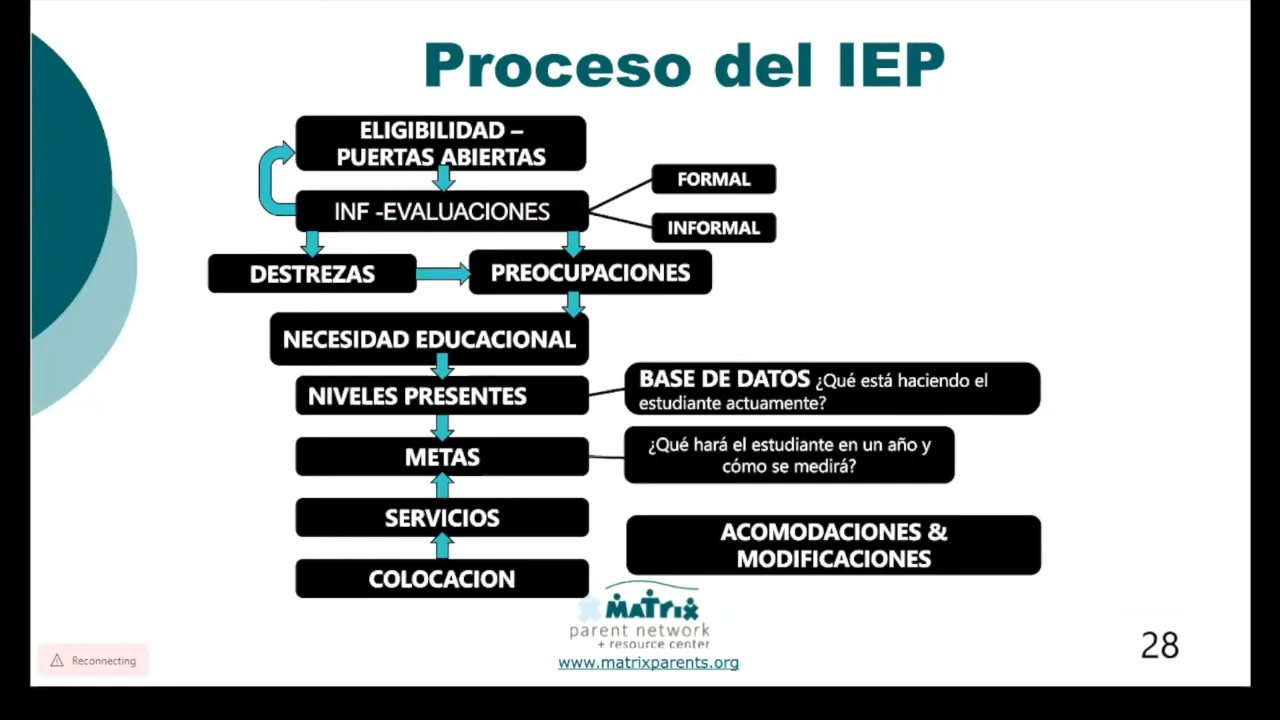 Proceso del IEP
ELIGIBILIDAD –
PUERTAS ABIERTAS
INF -EVALUACIONES
FORMAL
INFORMAL
DESTREZAS
PREOCUPACIONES
NECESIDAD EDUCACIONAL
NIVELES PRESENTES
BASE DE DATOS ¿Qué está haciendo el
estudiante actuamente?
METAS
¿Qué hará el estudiante en un año y
cómo se medirá?
SERVICIOS
ACOMODACIONES &
MODIFICACIONES
COLOCACION
MATRIX
parent network
+ resource center
www.matrixparents.org
28
Reconnecting